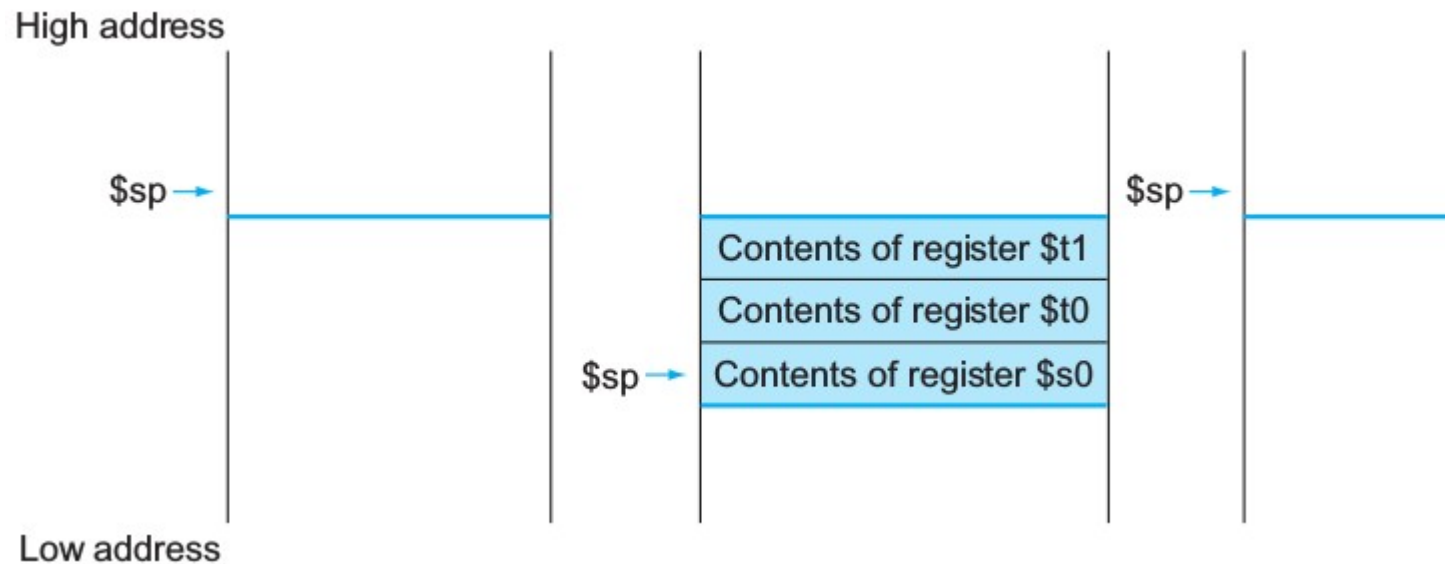 High address
$sp
$sp
Contents of register $t1
Contents of register $t0
$sp
Contents of register $s0
Low address